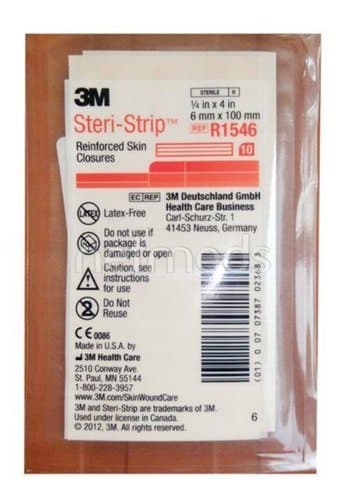 3M
STERILE R
Steri-Strip™
¼ in x 4 in
6 mm x 100 mm
REF R1546
Reinforced Skin
Closures
10
EC REP 3M Deutschland GmbH
Health Care Business
Carl-Schurz-Str. 1
41453 Neuss, Germany
LATEX Latex-Free
Do not use if
package is
damaged or open
Caution, see
instructions
for use
2 Do Not
Reuse
CE 0086
Made in U.S.A. by
3M Health Care
2510 Conway Ave.
St. Paul, MN 55144
1-800-228-3957
www.3M.com/SkinWoundCare
3M and Steri-Strip are trademarks of 3M.
Used under license in Canada.
© 2012, 3M. All rights reserved.
6